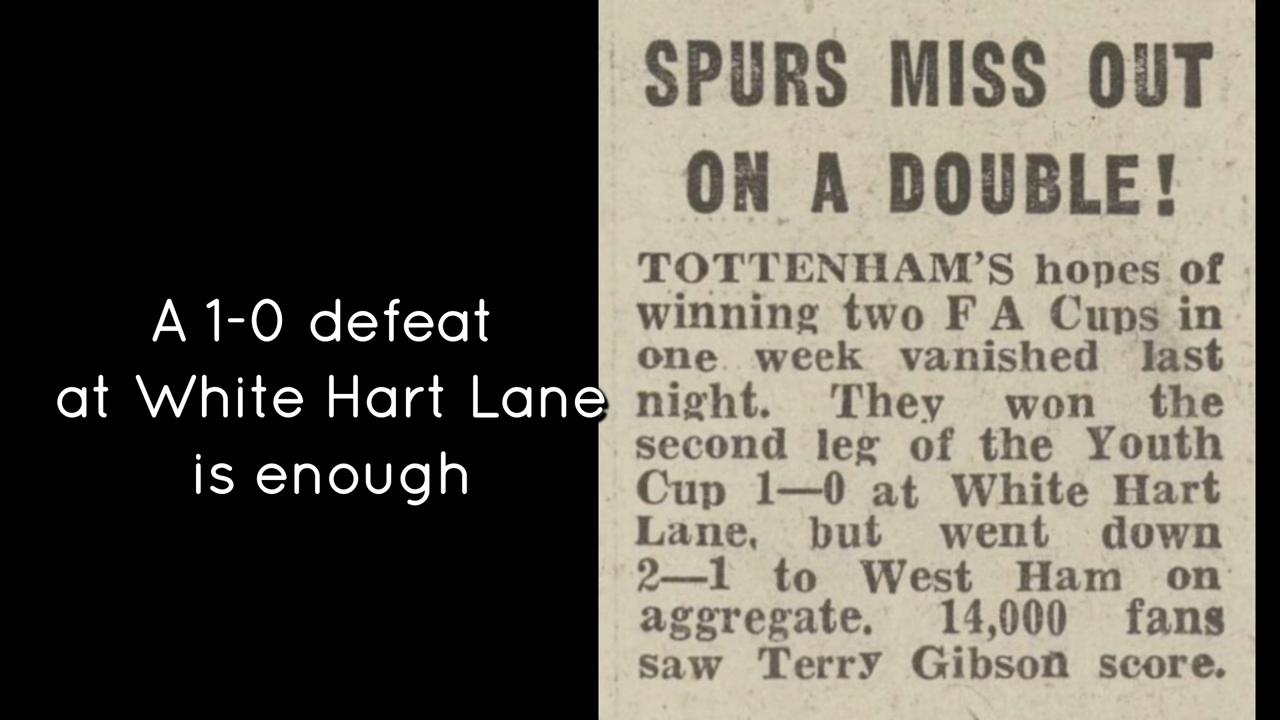 A 1-0 defeat
at White Hart Lane
is enough
SPURS MISS OUT
ON A DOUBLE!
TOTTENHAM'S hopes of
winning two F A Cups in
one week vanished last
night. They won the
second leg of the Youth
Cup 1—0 at White Hart
Lane, but went down
2—1 to West Ham on
aggregate. 14,000 fans
saw Terry Gibson score.